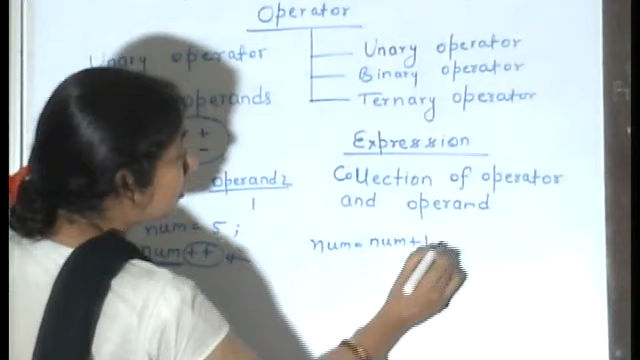 Operator
Unary operator
Unary operator
Binary operator
operands
Ternary operator
+
Expression
-
operand2
Collection of operator
1
and operand
num = 5 ;
num ++
num = num + 1